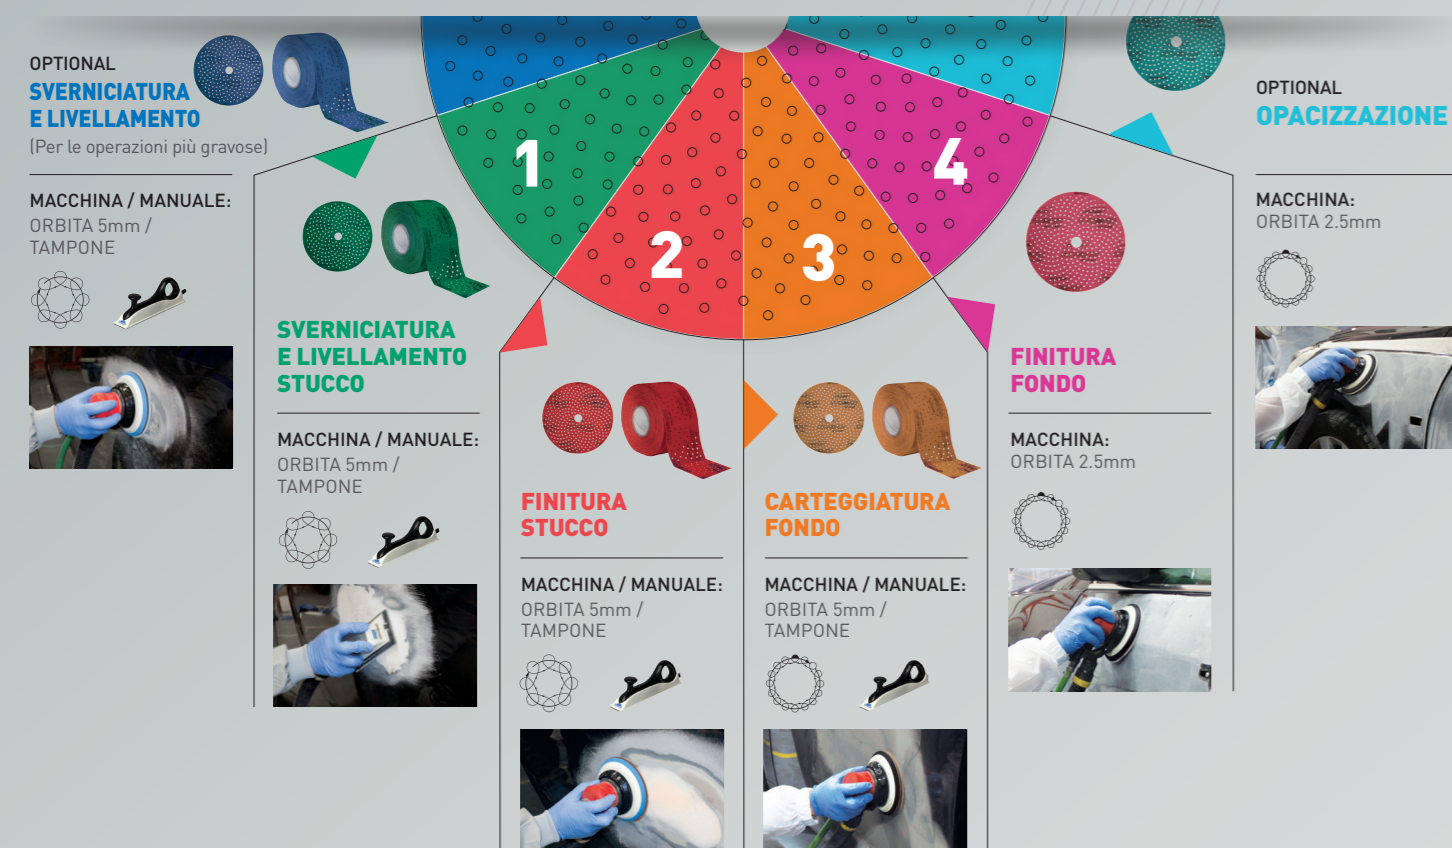 OPTIONAL
SVERNICIATURA
E LIVELLAMENTO
(Per le operazioni più gravose)
MACCHINA / MANUALE:
ORBITA 5mm /
TAMPONE
1
SVERNICIATURA
E LIVELLAMENTO
STUCCO
MACCHINA / MANUALE:
ORBITA 5mm /
TAMPONE
2
FINITURA
STUCCO
MACCHINA / MANUALE:
ORBITA 5mm /
TAMPONE
3
CARTEGGIATURA
FONDO
MACCHINA / MANUALE:
ORBITA 5mm /
TAMPONE
4
FINITURA
FONDO
MACCHINA:
ORBITA 2.5mm
OPTIONAL
OPACIZZAZIONE
MACCHINA:
ORBITA 2.5mm